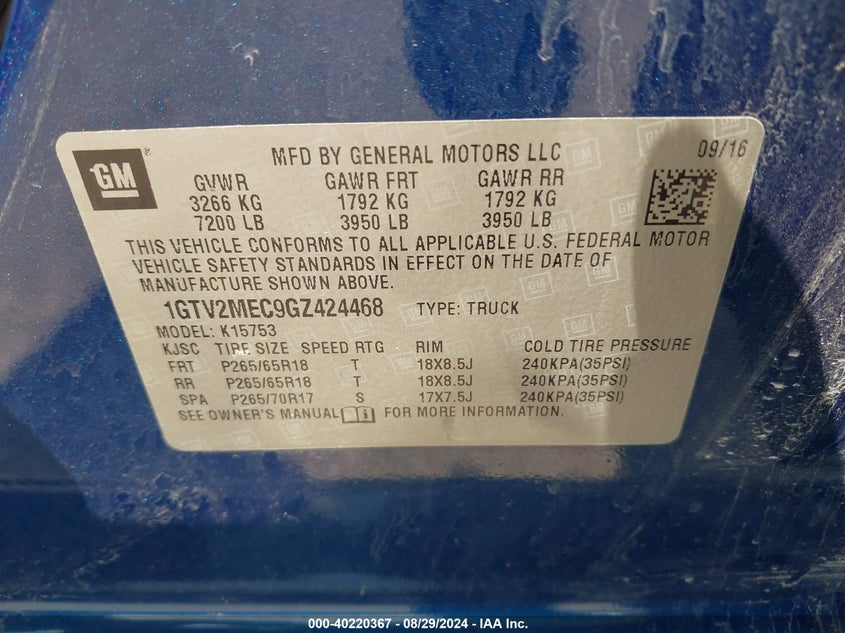 GM
MFD BY GENERAL MOTORS LLC 09/16
GVWR GAWR FRT GAWR RR
3266 KG 1792 KG 1792 KG
7200 LB 3950 LB 3950 LB
THIS VEHICLE CONFORMS TO ALL APPLICABLE U.S. FEDERAL MOTOR
VEHICLE SAFETY STANDARDS IN EFFECT ON THE DATE OF
MANUFACTURE SHOWN ABOVE.
1GTV2MEC9GZ424468 TYPE: TRUCK
MODEL: K15753
KJSC TIRE SIZE SPEED RTG RIM COLD TIRE PRESSURE
FRT P265/65R18 T 18X8.5J 240KPA(35PSI)
RR P265/65R18 T 18X8.5J 240KPA(35PSI)
SPA P265/70R17 S 17X7.5J 240KPA(35PSI)
SEE OWNER'S MANUAL FOR MORE INFORMATION.
000-40220367 - 08/29/2024 - IAA Inc.